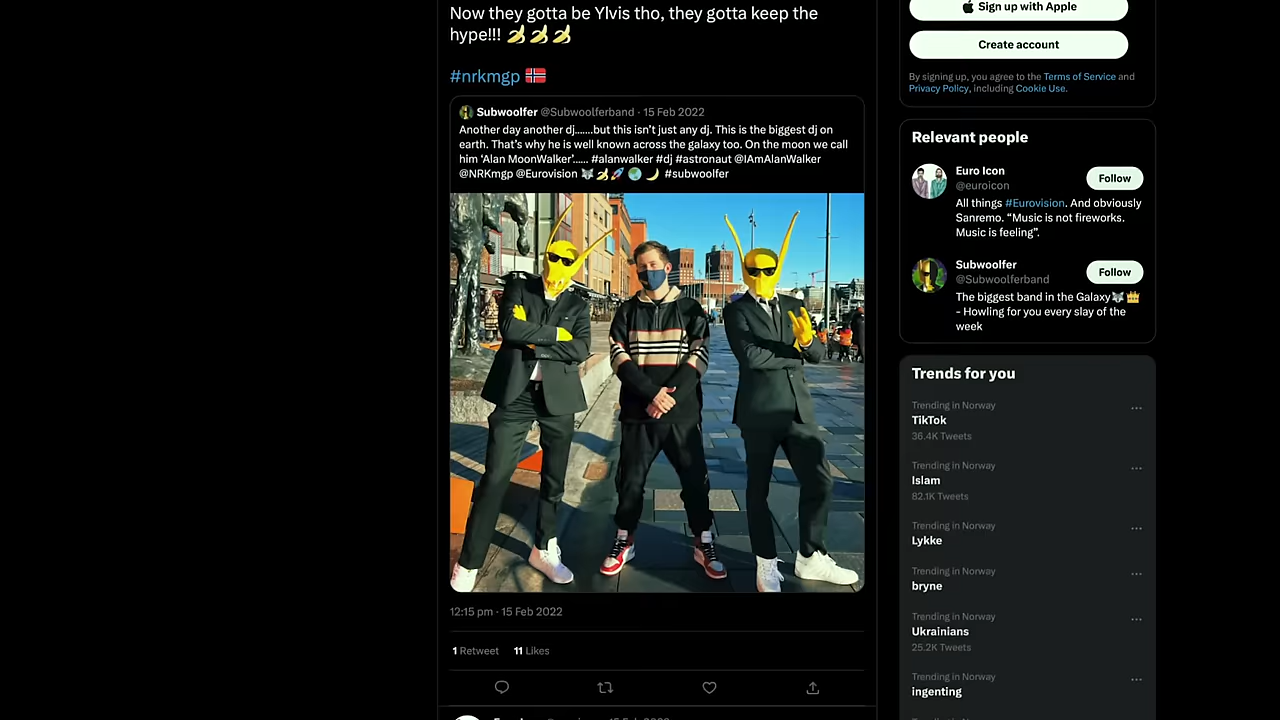 Now they gotta be Ylvis tho, they gotta keep the
hype!!! 🍌🍌🍌
#nrkmgp 🇳🇴
Subwoolfer @Subwoolferband · 15 Feb 2022
Another day another dj.......but this isn't just any dj. This is the biggest dj on
earth. That's why he is well known across the galaxy too. On the moon we call
him 'Alan MoonWalker'...... #alanwalker #dj #astronaut @IAmAlanWalker
@NRKmgp @Eurovision 🐺🍌🚀 🌍 🌙 #subwoolfer
12:15 pm · 15 Feb 2022
1 Retweet 11 Likes
Sign up with Apple
Create account
By signing up, you agree to the Terms of Service and
Privacy Policy, including Cookie Use.
Relevant people
Euro Icon
@euroicon
Follow
All things #Eurovision. And obviously
Sanremo. “Music is not fireworks.
Music is feeling”.
Subwoolfer
@Subwoolferband
Follow
The biggest band in the Galaxy🐺👑
- Howling for you every slay of the
week
Trends for you
Trending in Norway
TikTok
36.4K Tweets
Trending in Norway
Islam
82.1K Tweets
Trending in Norway
Lykke
Trending in Norway
bryne
Trending in Norway
Ukrainians
25.2K Tweets
Trending in Norway
ingenting